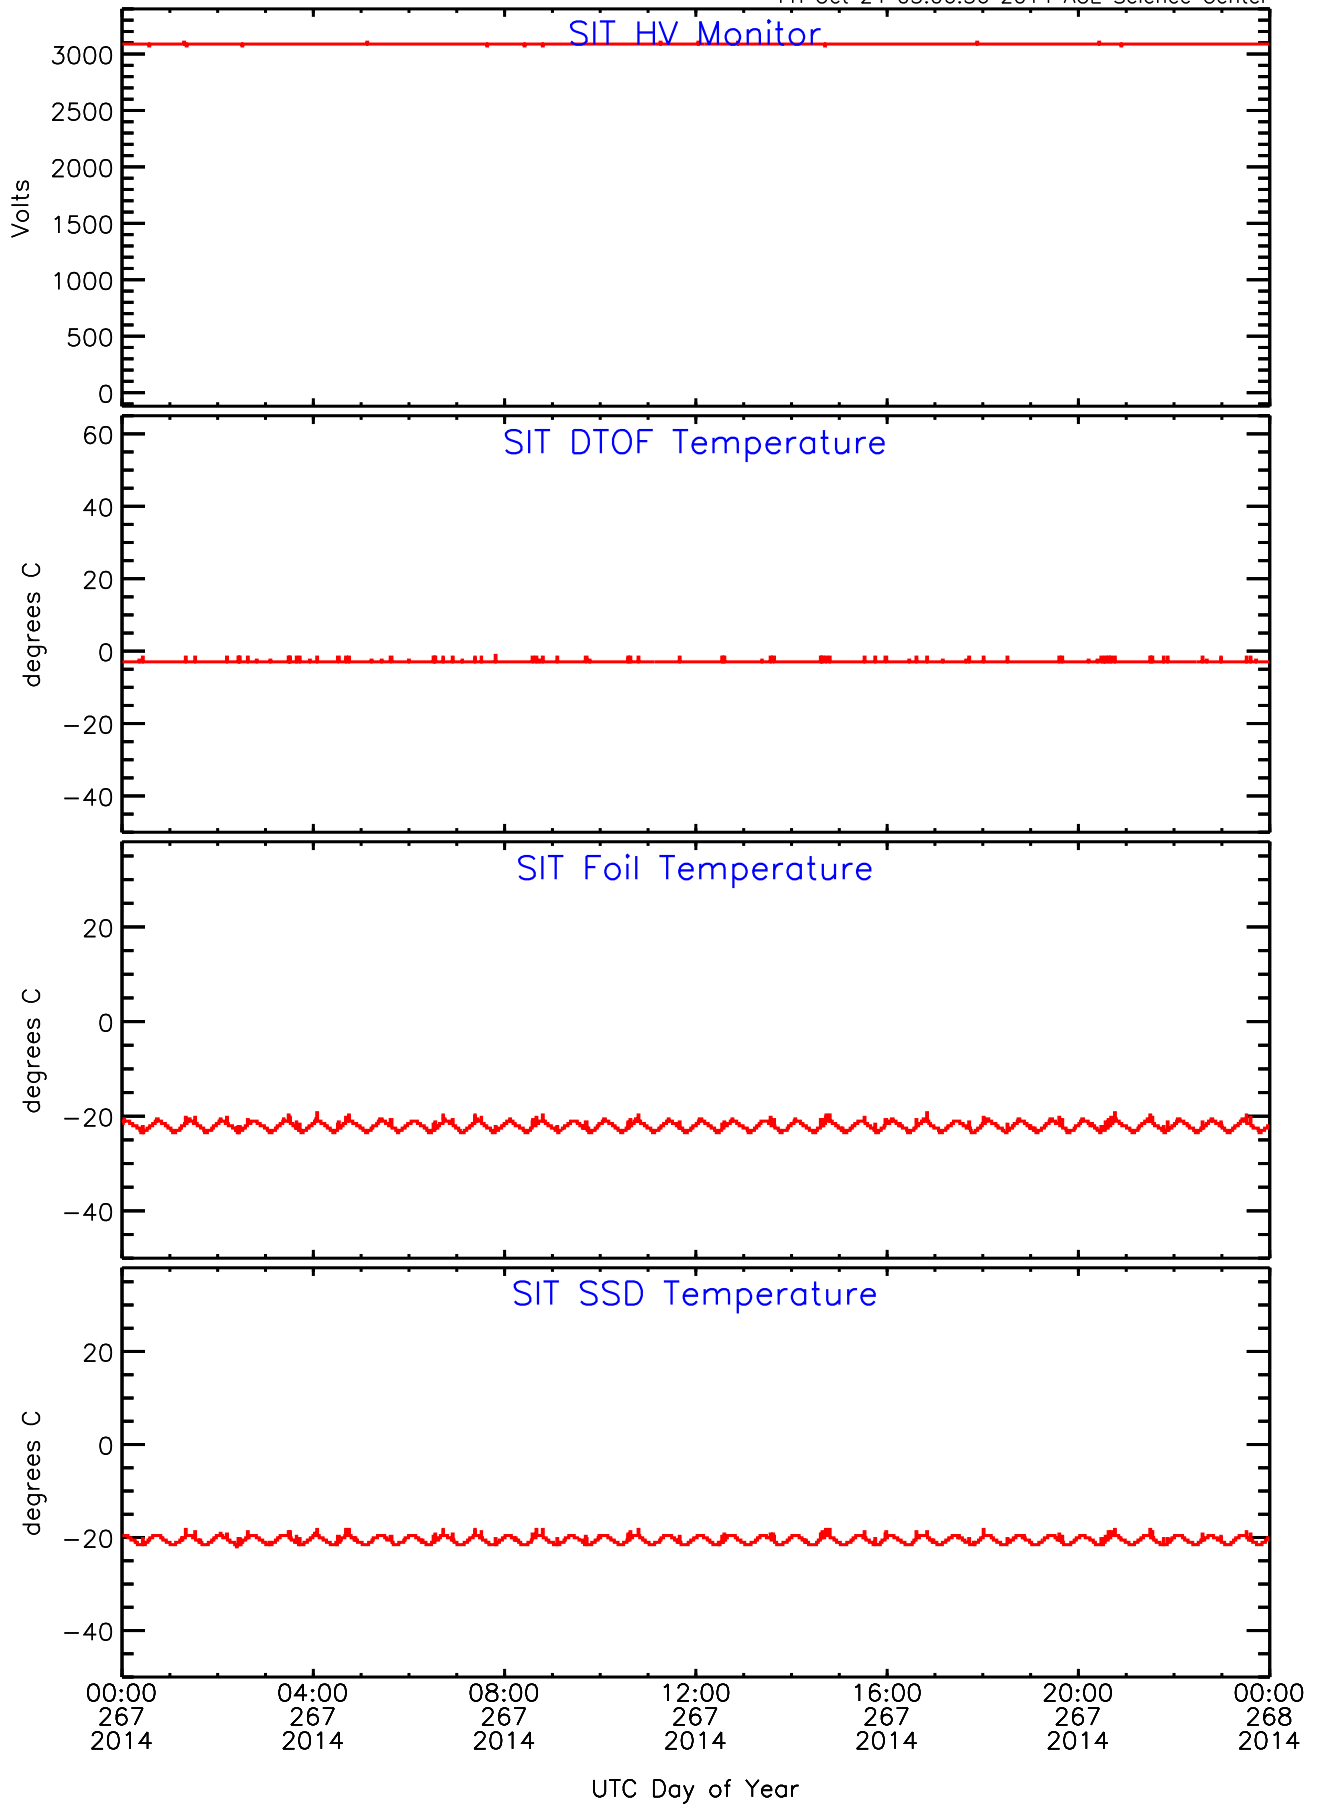 SIT HV Monitor
3000
2500
2000
1500
1000
500
0
Volts
SIT DTOF Temperature
60
40
20
0
−20
−40
degrees C
SIT Foil Temperature
20
0
−20
−40
degrees C
SIT SSD Temperature
20
0
−20
−40
degrees C
00:00 04:00 08:00 12:00 16:00 20:00 00:00
267 267 267 267 267 267 268
2014 2014 2014 2014 2014 2014 2014
UTC Day of Year